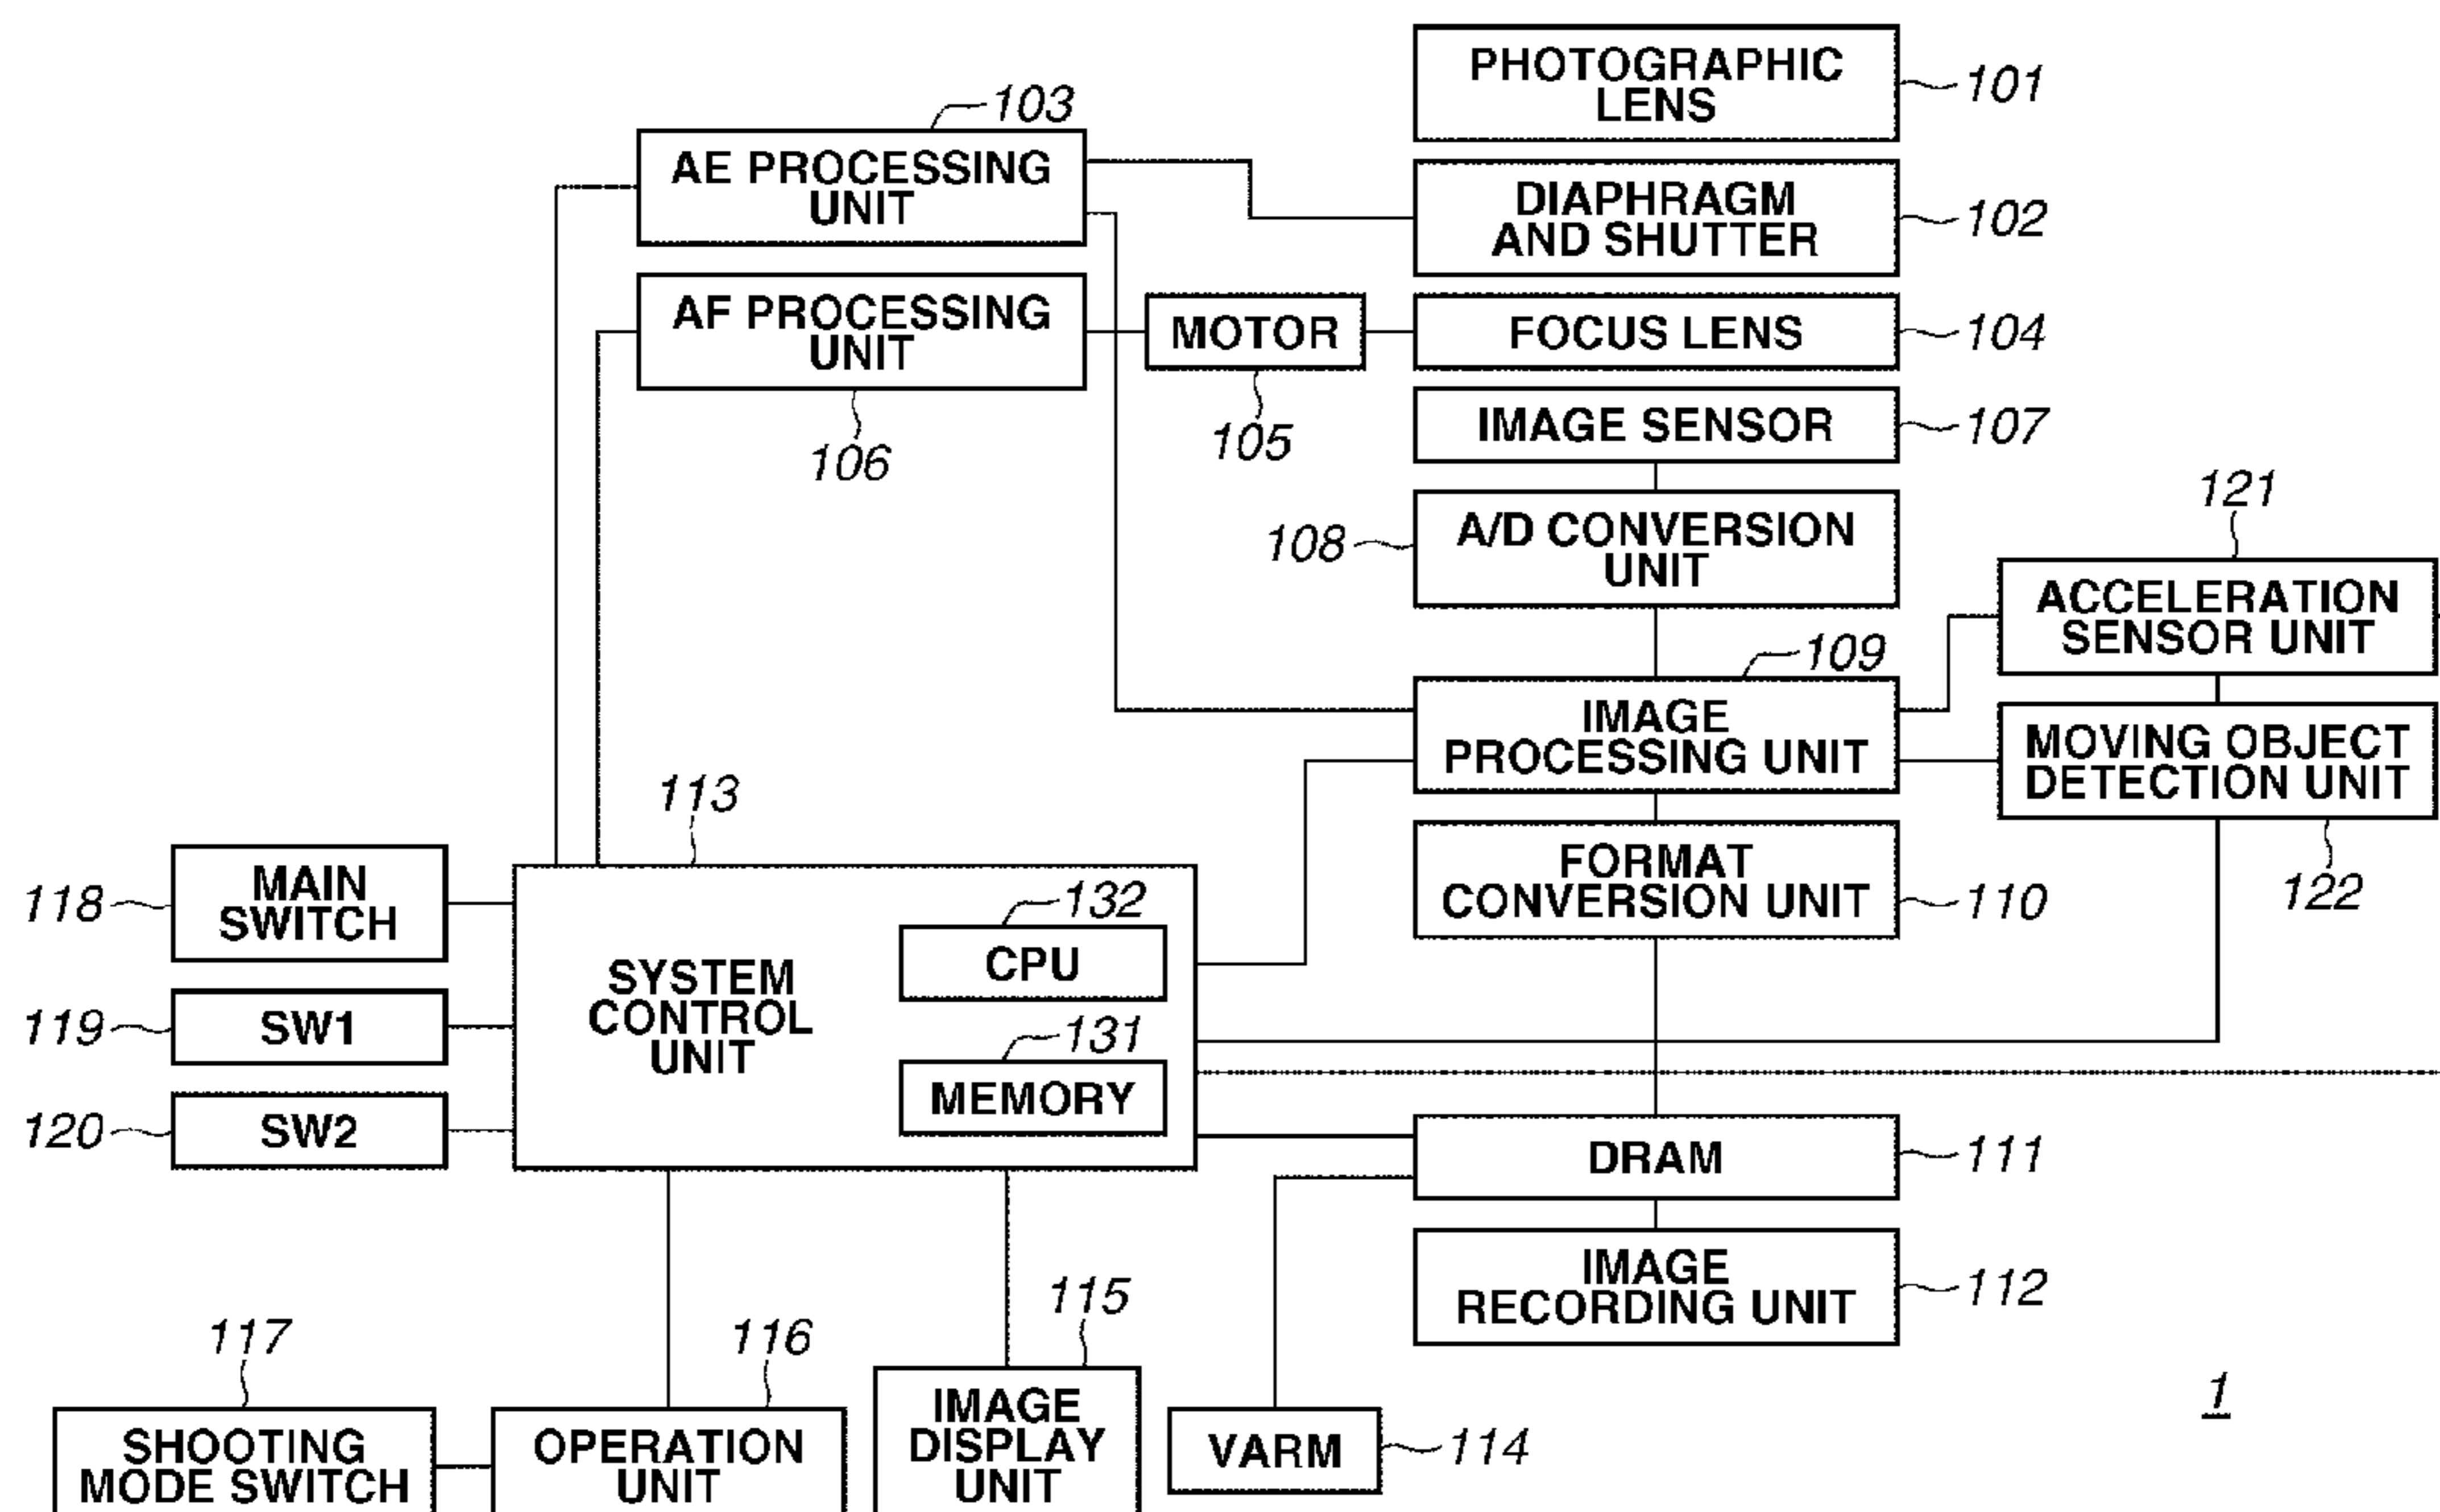 PHOTOGRAPHIC
LENS
101
103
AE PROCESSING
UNIT
DIAPHRAGM
AND SHUTTER
102
AF PROCESSING
UNIT
106
MOTOR
105
FOCUS LENS
104
IMAGE SENSOR
107
108
A/D CONVERSION
UNIT
121
ACCELERATION
SENSOR UNIT
109
IMAGE
PROCESSING UNIT
MOVING OBJECT
DETECTION UNIT
122
FORMAT
CONVERSION UNIT
110
113
118
MAIN
SWITCH
119
SW1
120
SW2
SYSTEM
CONTROL
UNIT
132
CPU
131
MEMORY
DRAM
111
IMAGE
RECORDING UNIT
112
117
SHOOTING
MODE SWITCH
116
OPERATION
UNIT
115
IMAGE
DISPLAY
UNIT
VARM
114
1